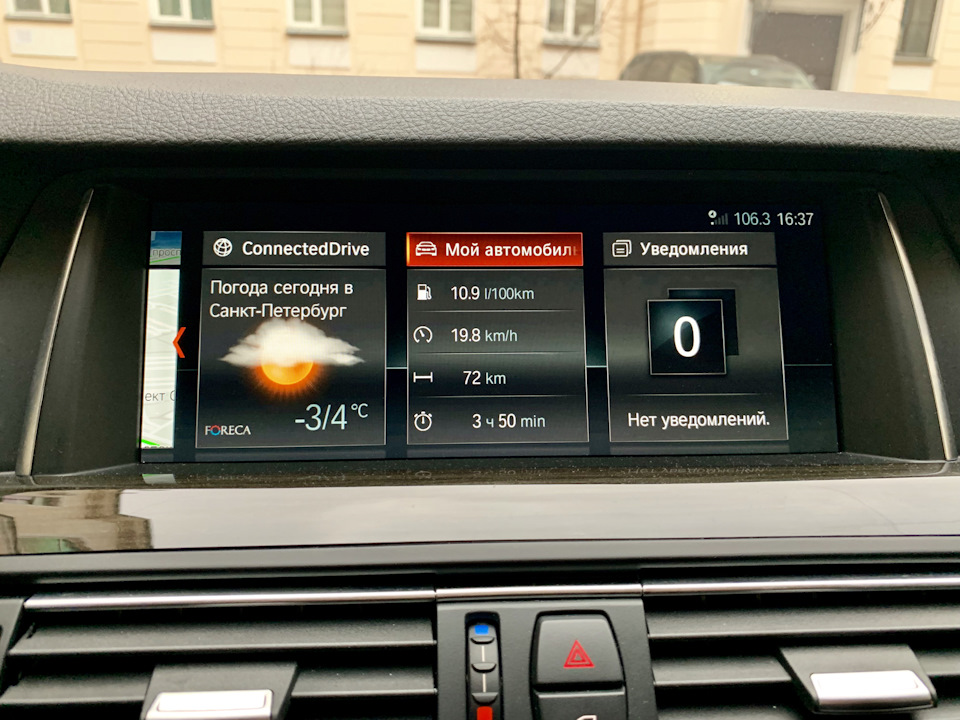 106.3 16:37
ConnectedDrive
Погода сегодня в
Санкт-Петербург
-3/4 °C
FORECA
Мой автомобил
10.9 l/100km
19.8 km/h
72 km
3 ч 50 min
Уведомления
0
Нет уведомлений.